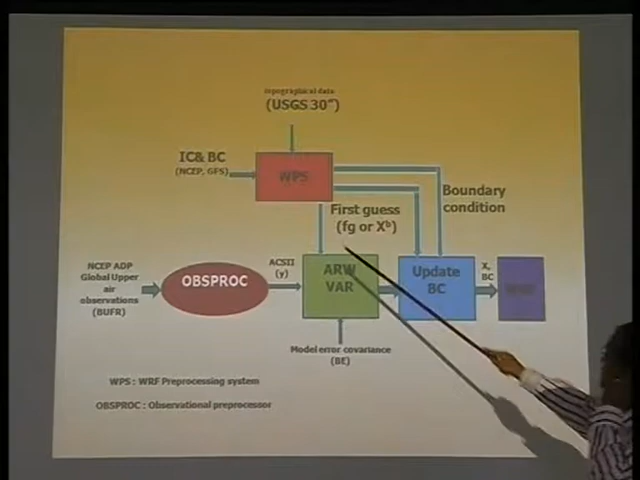 topographical data
(USGS 30")
IC& BC
(NCEP, GFS)
WPS
Boundary
condition
First guess
(fg or Xᵇ)
NCEP ADP
Global Upper
air
observations
(BUFR)
OBSPROC
ACSII
(y)
ARW
VAR
Update
BC
X,
BC
Model error covariance
(BE)
WPS : WRF Preprocessing system
OBSPROC : Observational preprocessor